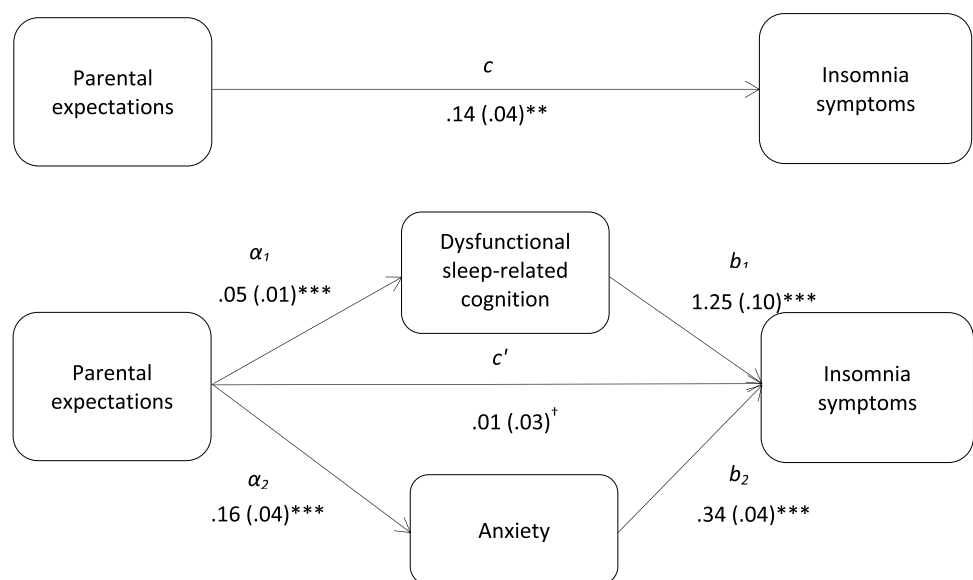 Parental
expectations
c
.14 (.04)**
Insomnia
symptoms
α₁
.05 (.01)***
Dysfunctional
sleep-related
cognition
b₁
1.25 (.10)***
Parental
expectations
c'
.01 (.03)†
Insomnia
symptoms
α₂
.16 (.04)***
Anxiety
b₂
.34 (.04)***